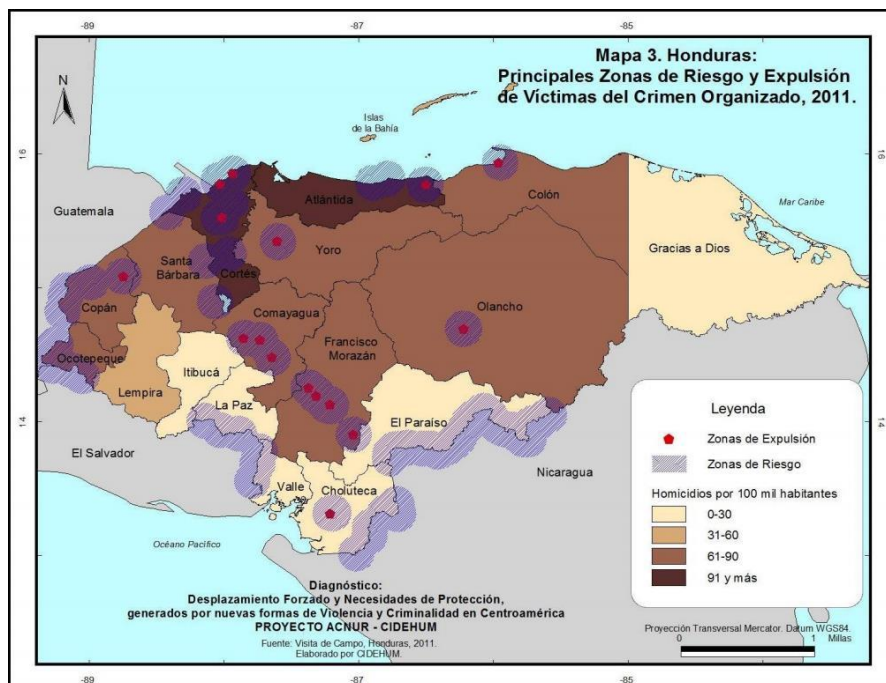 -89
-87
-85
Mapa 3. Honduras:
Principales Zonas de Riesgo y Expulsión
de Víctimas del Crimen Organizado, 2011.
N
Islas
de la Bahía
16
16
Guatemala
Atlántida
Colón
Mar Caribe
Yoro
Gracias a Dios
Santa
Bárbara
Cortés
Copán
Comayagua
Olancho
Francisco
Morazán
Ocotepeque
Itibucá
Lempira
La Paz
El Paraíso
14
14
El Salvador
Nicaragua
Valle
Choluteca
Océano Pacífico
Leyenda
Zonas de Expulsión
Zonas de Riesgo
Homicidios por 100 mil habitantes
0-30
31-60
61-90
91 y más
Diagnóstico:
Desplazamiento Forzado y Necesidades de Protección,
generados por nuevas formas de Violencia y Criminalidad en Centroamérica
PROYECTO ACNUR - CIDEHUM
Fuente: Visita de Campo, Honduras, 2011.
Elaborado por CIDEHUM.
Proyección Transversal Mercator. Datum WGS84.
0 1
Millas
-89
-87
-85